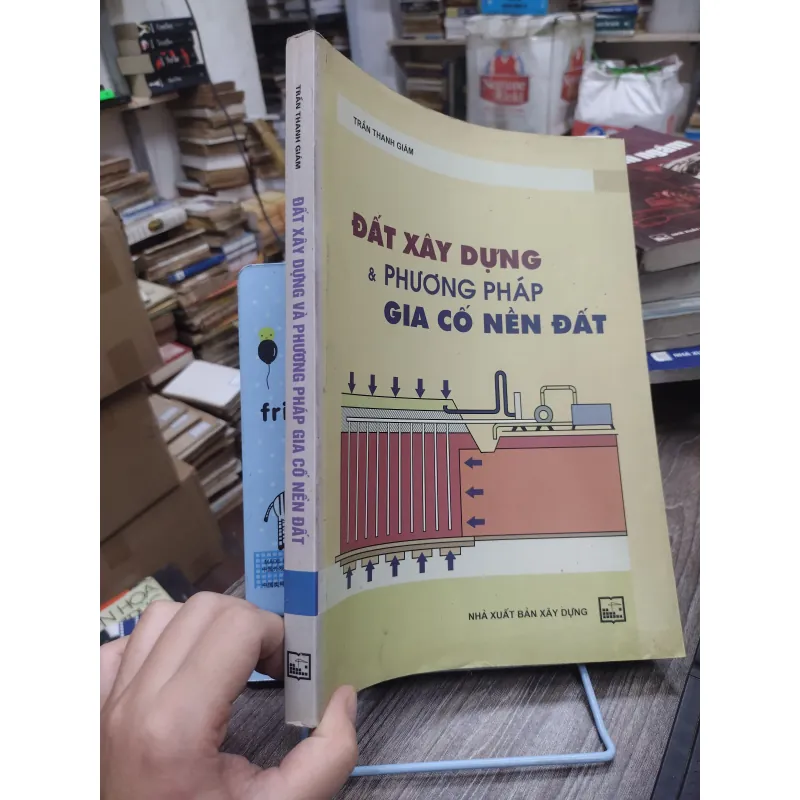 TRẦN THANH GIÁM
ĐẤT XÂY DỰNG VÀ PHƯƠNG PHÁP GIA CỐ NỀN ĐẤT
TRẦN THANH GIÁM
ĐẤT XÂY DỰNG
& PHƯƠNG PHÁP
GIA CỐ NỀN ĐẤT
NHÀ XUẤT BẢN XÂY DỰNG
fri